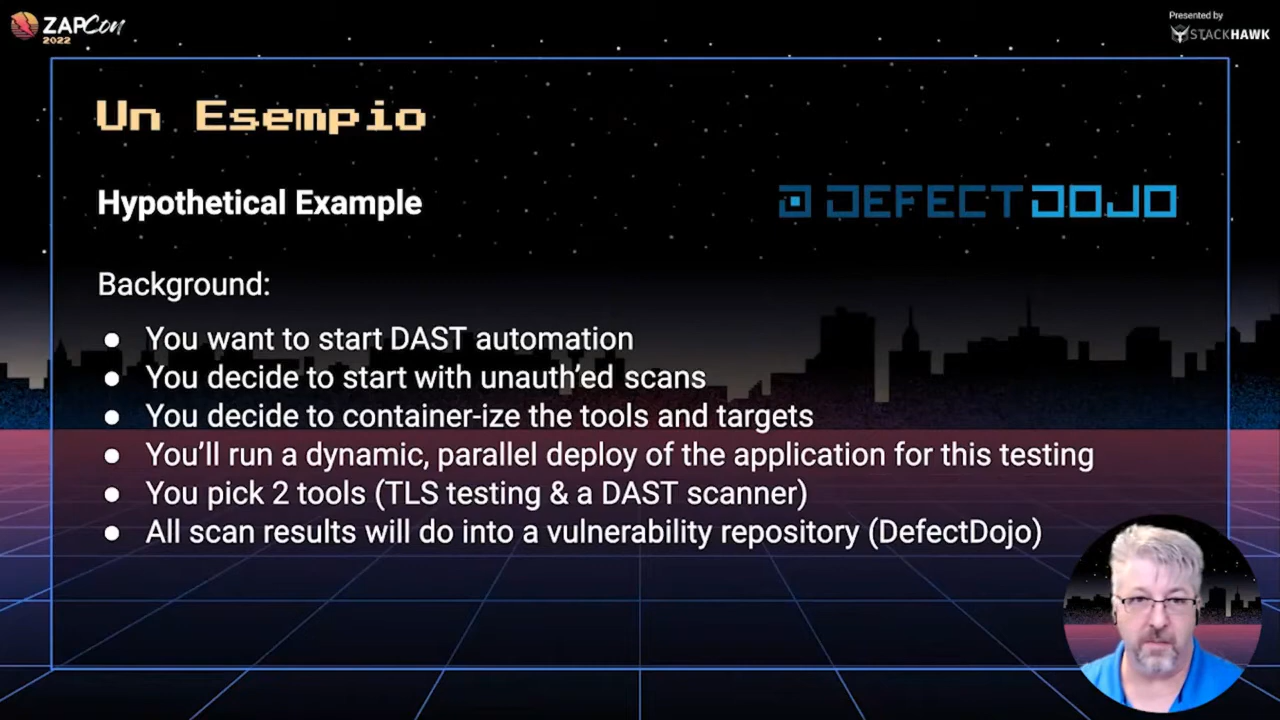 ZAPCon
2022
Presented by
STACKHAWK
Un Esempio
Hypothetical Example
DEFECTDOJO
Background:
● You want to start DAST automation
● You decide to start with unauth’ed scans
● You decide to container-ize the tools and targets
● You’ll run a dynamic, parallel deploy of the application for this testing
● You pick 2 tools (TLS testing & a DAST scanner)
● All scan results will do into a vulnerability repository (DefectDojo)